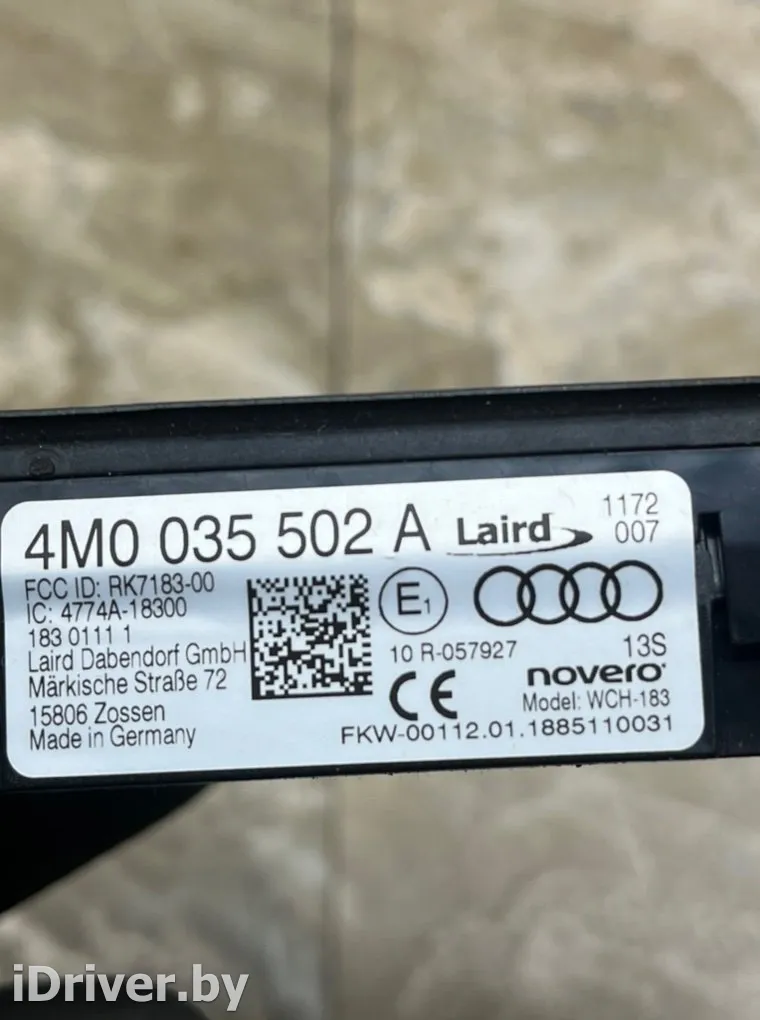 4M0 035 502 A Laird 1172
007
FCC ID: RK7183-00
IC: 4774A-18300
183 0111 1
Laird Dabendorf GmbH
Märkische Straße 72
15806 Zossen
Made in Germany
E1
10 R-057927
13S
CE
novero
Model: WCH-183
FKW-00112.01.1885110031
iDriver.by